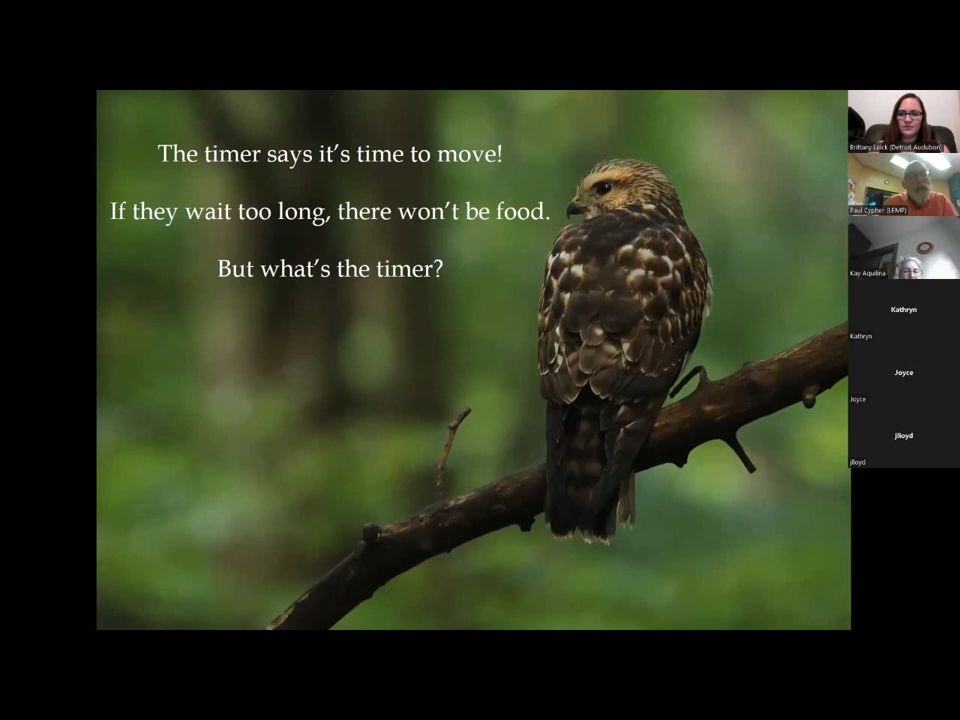 The timer says it's time to move!
If they wait too long, there won't be food.
But what's the timer?
Brittany Leick (Detroit Audubon)
Paul Cypher (LEMP)
Kay Aquilina
Kathryn
Kathryn
Joyce
Joyce
jlloyd
jlloyd